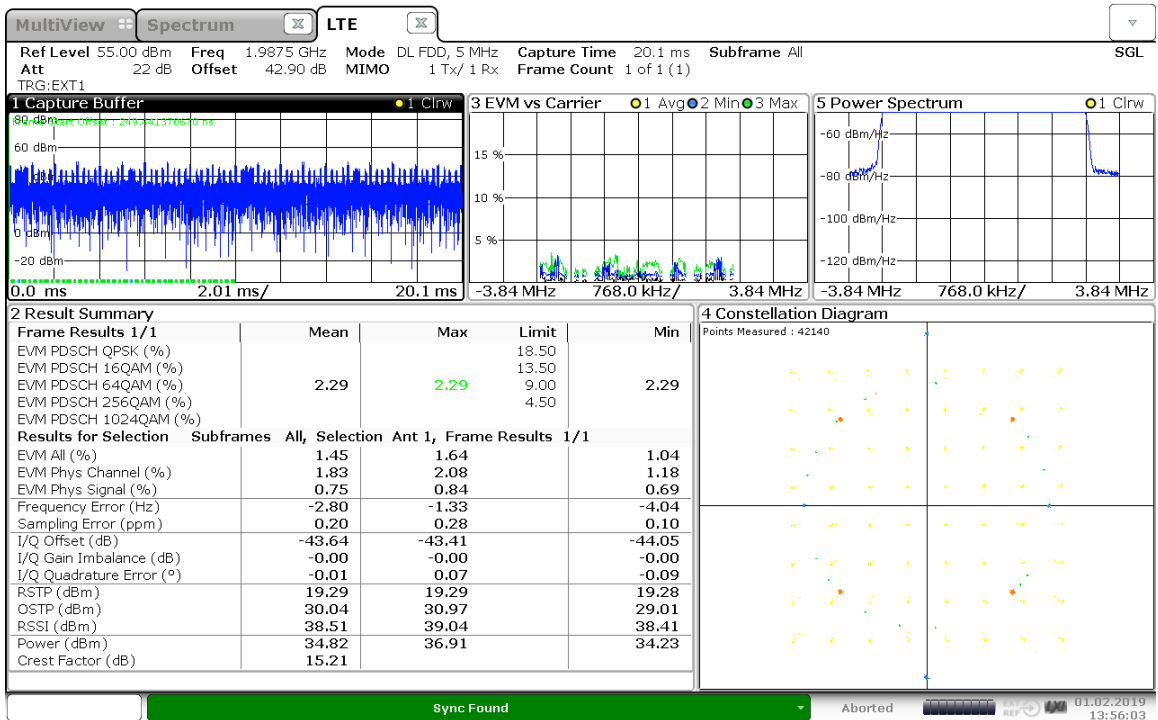 MultiView Spectrum LTE
Ref Level 55.00 dBm Freq 1.9875 GHz Mode DL FDD, 5 MHz Capture Time 20.1 ms Subframe All SGL
Att 22 dB Offset 42.90 dB MIMO 1 Tx/ 1 Rx Frame Count 1 of 1 (1)
TRG:EXT1
1 Capture Buffer 1 Clrw
80 dBm
60 dBm
0 dBm
-20 dBm
0.0 ms 2.01 ms/ 20.1 ms
3 EVM vs Carrier 1 Avg 2 Min 3 Max
15 %
10 %
5 %
-3.84 MHz 768.0 kHz/ 3.84 MHz
5 Power Spectrum 1 Clrw
-60 dBm/Hz
-80 dBm/Hz
-100 dBm/Hz
-120 dBm/Hz
-3.84 MHz 768.0 kHz/ 3.84 MHz
2 Result Summary
Frame Results 1/1 Mean Max Limit Min
EVM PDSCH QPSK (%) 18.50
EVM PDSCH 16QAM (%) 13.50
EVM PDSCH 64QAM (%) 2.29 2.29 9.00 2.29
EVM PDSCH 256QAM (%) 4.50
EVM PDSCH 1024QAM (%)
Results for Selection Subframes All, Selection Ant 1, Frame Results 1/1
EVM All (%) 1.45 1.64 1.04
EVM Phys Channel (%) 1.83 2.08 1.18
EVM Phys Signal (%) 0.75 0.84 0.69
Frequency Error (Hz) -2.80 -1.33 -4.04
Sampling Error (ppm) 0.20 0.28 0.10
I/Q Offset (dB) -43.64 -43.41 -44.05
I/Q Gain Imbalance (dB) -0.00 -0.00 -0.00
I/Q Quadrature Error (°) -0.01 0.07 -0.09
RSTP (dBm) 19.29 19.29 19.28
OSTP (dBm) 30.04 30.97 29.01
RSSI (dBm) 38.51 39.04 38.41
Power (dBm) 34.82 36.91 34.23
Crest Factor (dB) 15.21
4 Constellation Diagram
Points Measured : 42140
Sync Found
Aborted
EXT
REF
LXI
01.02.2019
13:56:03